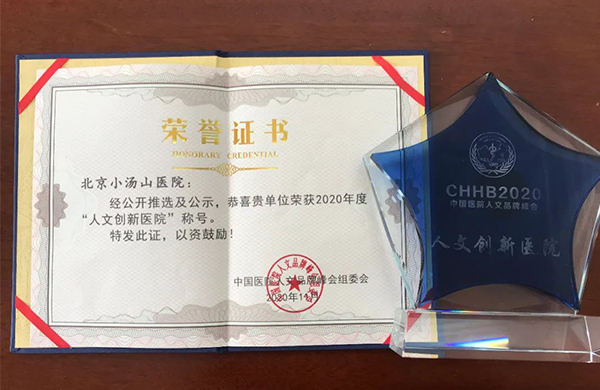 荣誉证书
HONORARY CREDENTIAL
北京小汤山医院:
经公开推选及公示，恭喜贵单位荣获2020年度
“人文创新医院”称号。
特发此证，以资鼓励！
中国医院人文品牌峰会组委会
2020年11月
CHHB2020
中国医院人文品牌峰会
人文创新医院